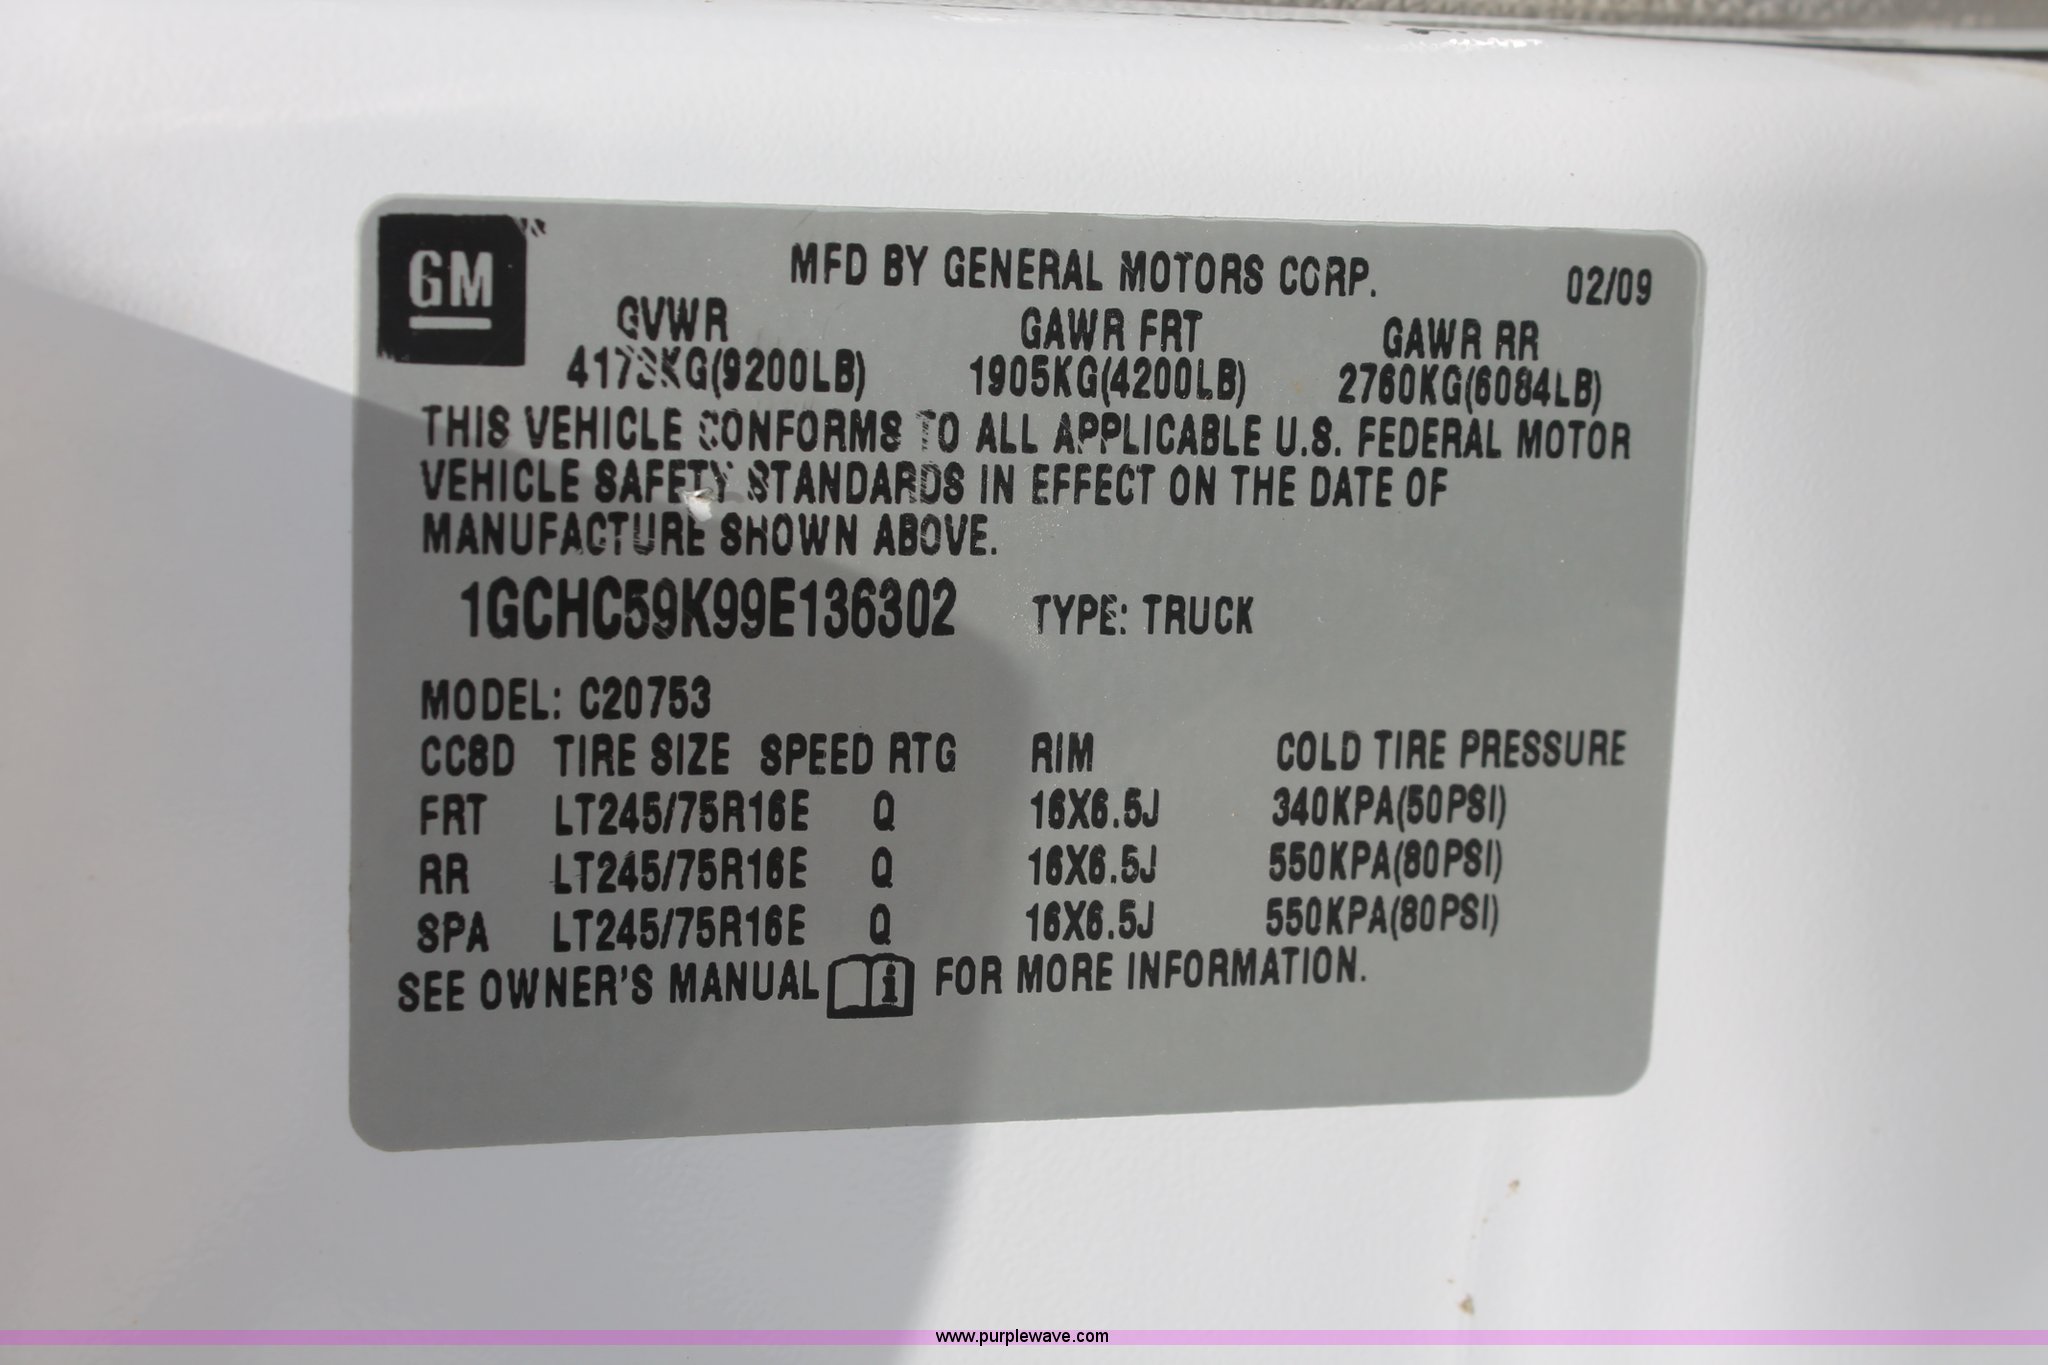 GM
MFD BY GENERAL MOTORS CORP. 02/09
GVWR GAWR FRT GAWR RR
4173KG(9200LB) 1905KG(4200LB) 2760KG(6084LB)
THIS VEHICLE CONFORMS TO ALL APPLICABLE U.S. FEDERAL MOTOR
VEHICLE SAFETY STANDARDS IN EFFECT ON THE DATE OF
MANUFACTURE SHOWN ABOVE.
1GCHC59K99E136302 TYPE: TRUCK
MODEL: C20753
CC8D TIRE SIZE SPEED RTG RIM COLD TIRE PRESSURE
FRT LT245/75R16E Q 16X6.5J 340KPA(50PSI)
RR LT245/75R16E Q 16X6.5J 550KPA(80PSI)
SPA LT245/75R16E Q 16X6.5J 550KPA(80PSI)
SEE OWNER'S MANUAL i FOR MORE INFORMATION.
www.purplewave.com